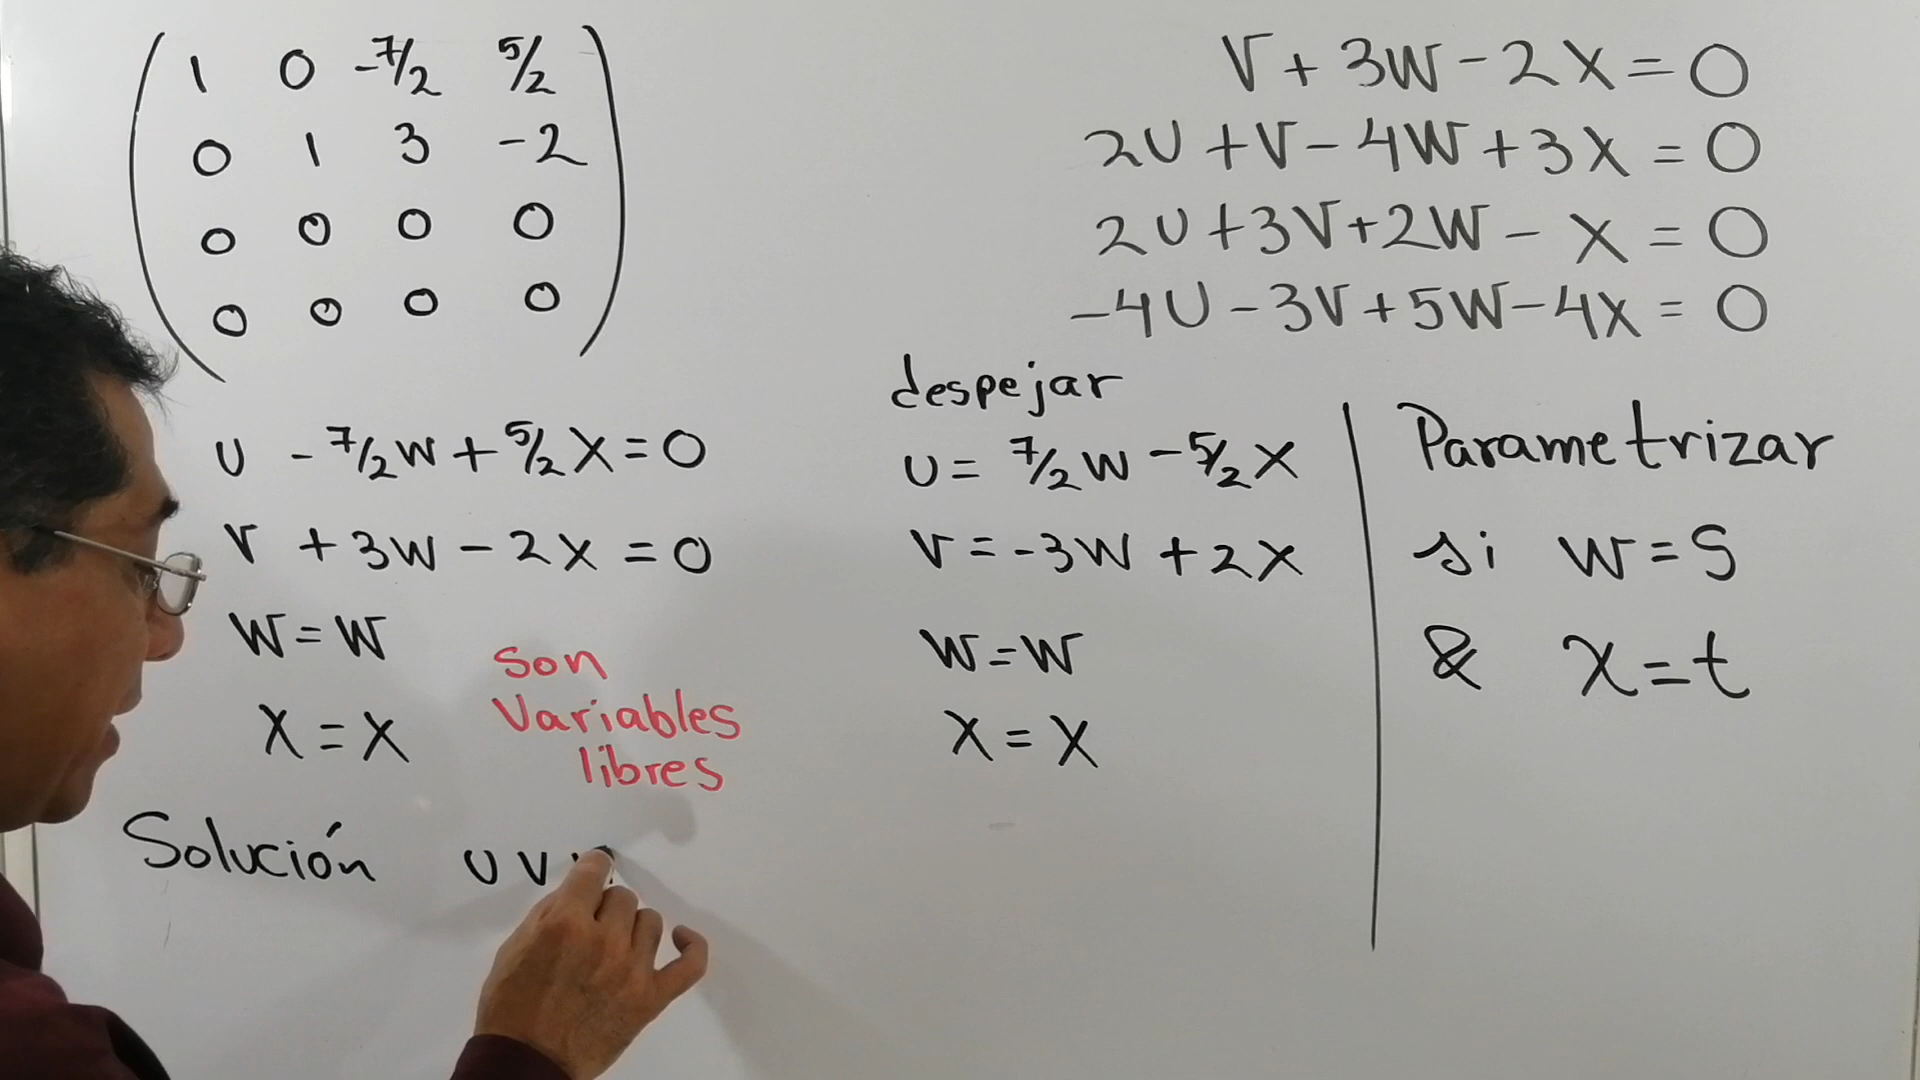 1 0 -7/2 5/2
0 1 3 -2
0 0 0 0
0 0 0 0
V + 3W - 2X = 0
2U + V - 4W + 3X = 0
2U + 3V + 2W - X = 0
-4U - 3V + 5W - 4X = 0
U - 7/2 W + 5/2 X = 0
V + 3W - 2X = 0
W = W
X = X
Son
Variables
libres
despejar
U = 7/2 W - 5/2 X
V = -3W + 2X
W = W
X = X
Parametrizar
si W = S
& X = t
Solución U V